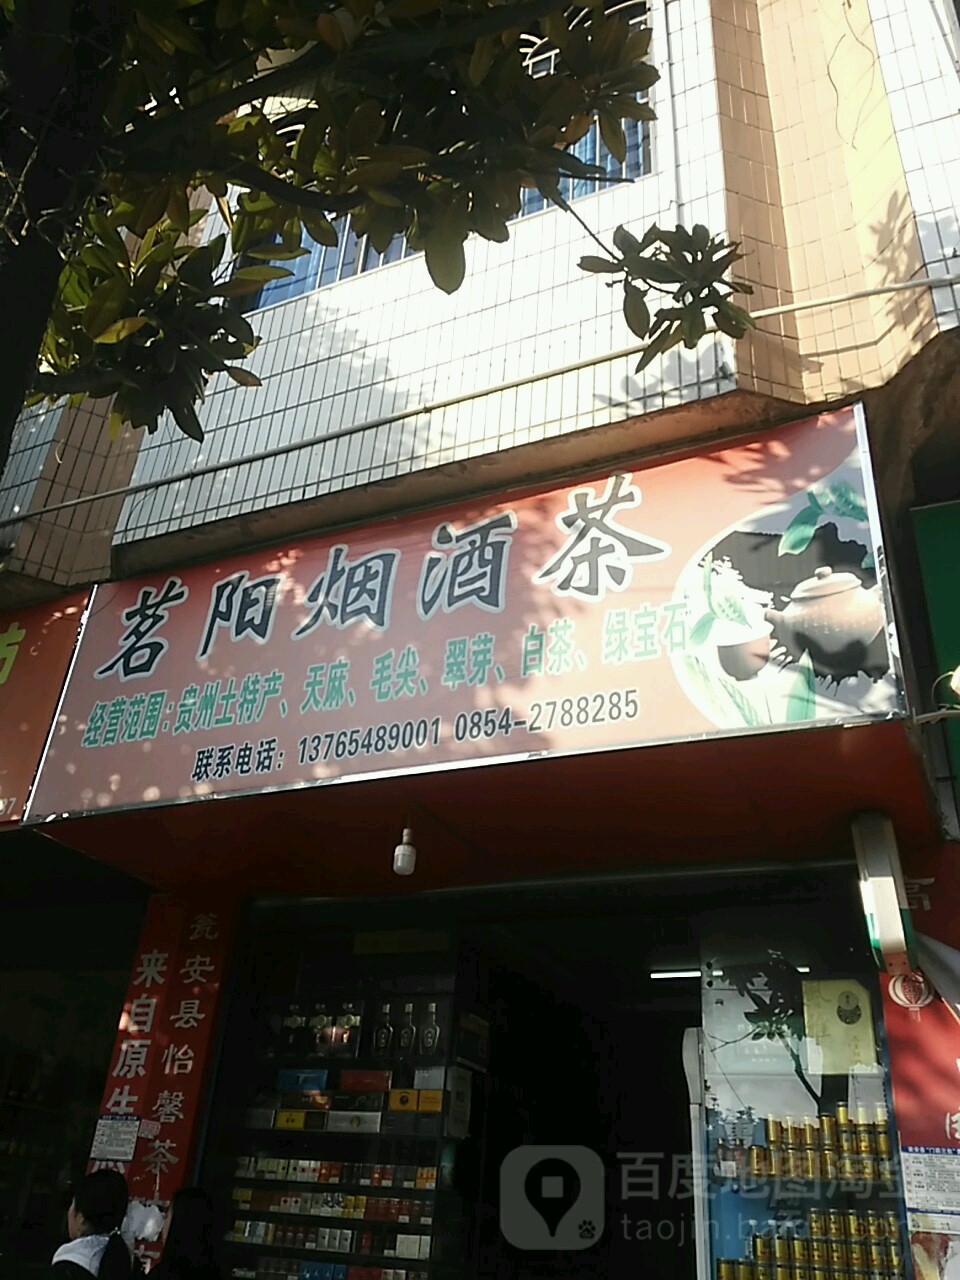 茗阳烟酒茶
经营范围：贵州土特产、天麻、毛尖、翠芽、白茶、绿宝石
联系电话：13765489001 0854-2788285
瓮安县怡馨茶
来自原生
百度地图淘金
taojin.baidu.com